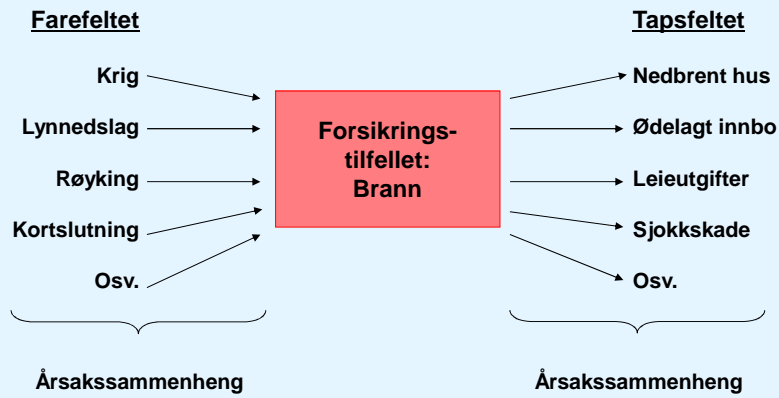 Farefeltet
Krig
Lynnedslag
Røyking
Kortslutning
Osv.
Årsakssammenheng
Forsikrings-
tilfellet:
Brann
Tapsfeltet
Nedbrent hus
Ødelagt innbo
Leieutgifter
Sjokkskade
Osv.
Årsakssammenheng